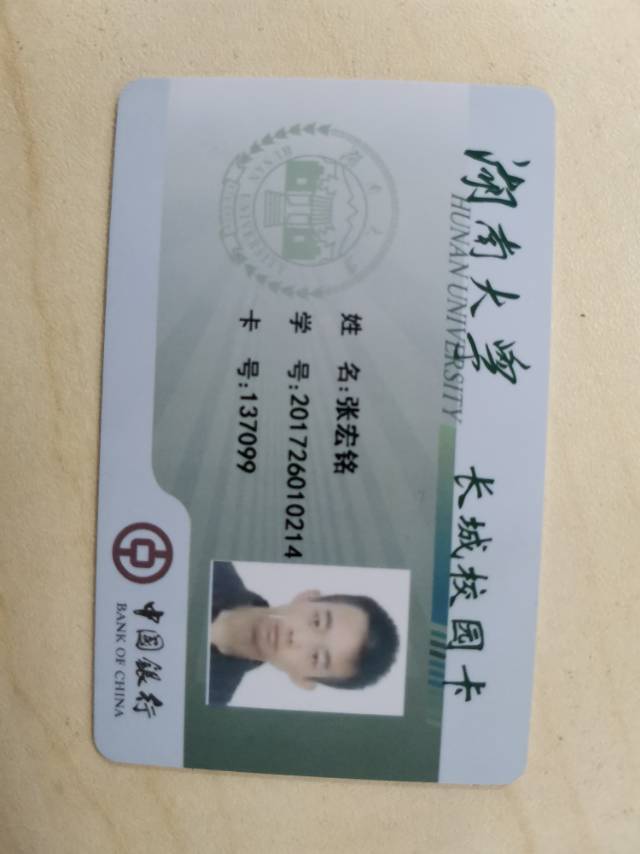 湖南大学 长城校园卡
HUNAN UNIVERSITY
姓 名:张宏铭
学 号:201726010214
卡 号:137099
中国银行
BANK OF CHINA